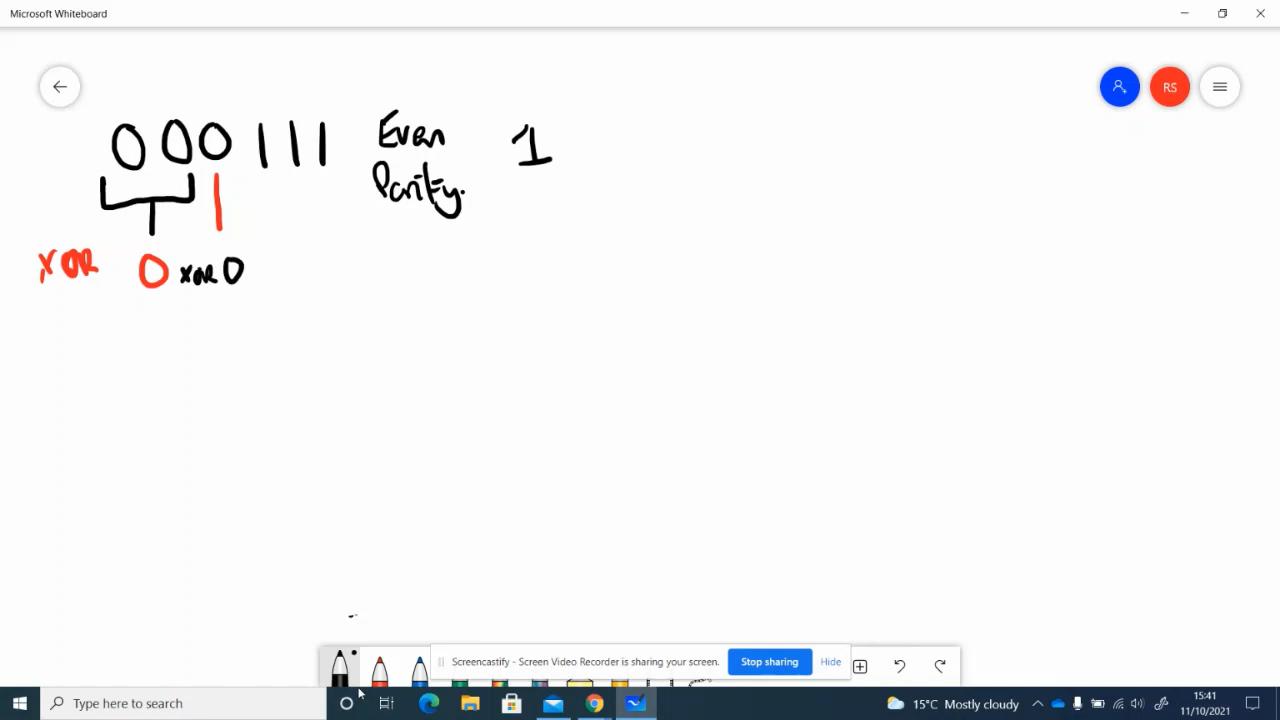 Microsoft Whiteboard
RS
000111 Even Parity. 1
XOR 0 XOR 0
Screencastify - Screen Video Recorder is sharing your screen. Stop sharing Hide
Type here to search
15°C Mostly cloudy
15:41
11/10/2021